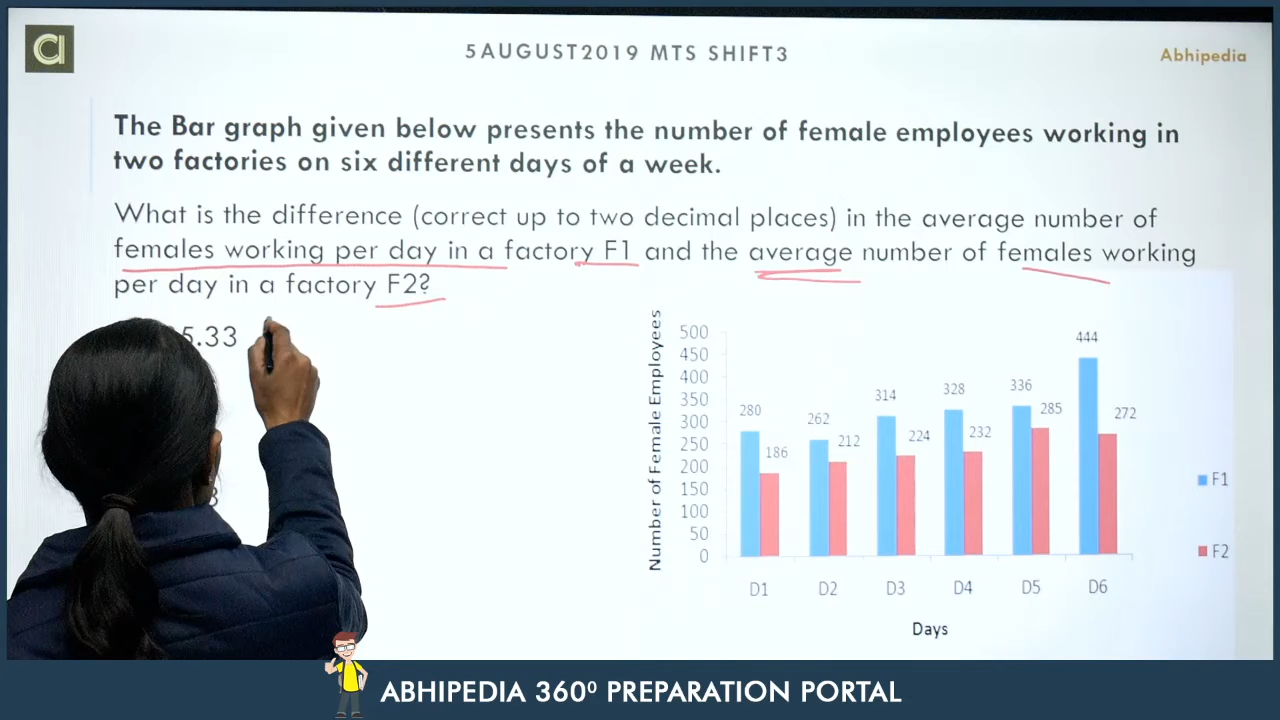 5AUGUST2019 MTS SHIFT3
Abhipedia
The Bar graph given below presents the number of female employees working in
two factories on six different days of a week.
What is the difference (correct up to two decimal places) in the average number of
females working per day in a factory F1 and the average number of females working
per day in a factory F2?
5.33
Number of Female Employees
500
450
400
350
300
250
200
150
100
50
0
280
186
262
212
314
224
328
232
336
285
444
272
F1
F2
D1 D2 D3 D4 D5 D6
Days
ABHIPEDIA 360⁰ PREPARATION PORTAL